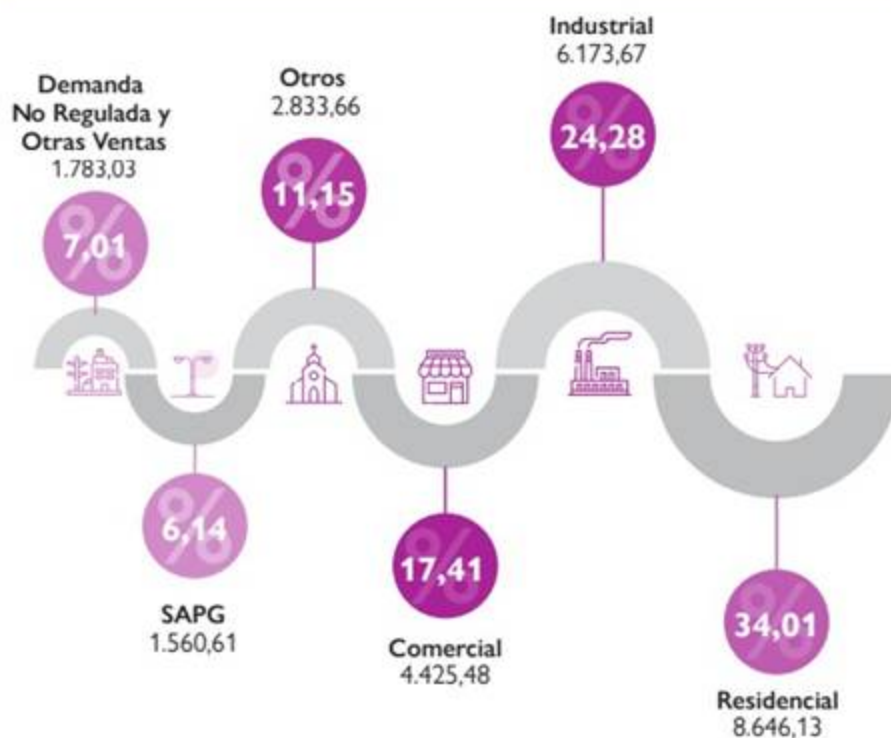 Demanda
No Regulada y
Otras Ventas
1.783,03
% 7,01
% 6,14
SAPG
1.560,61
Otros
2.833,66
% 11,15
% 17,41
Comercial
4.425,48
Industrial
6.173,67
% 24,28
% 34,01
Residencial
8.646,13